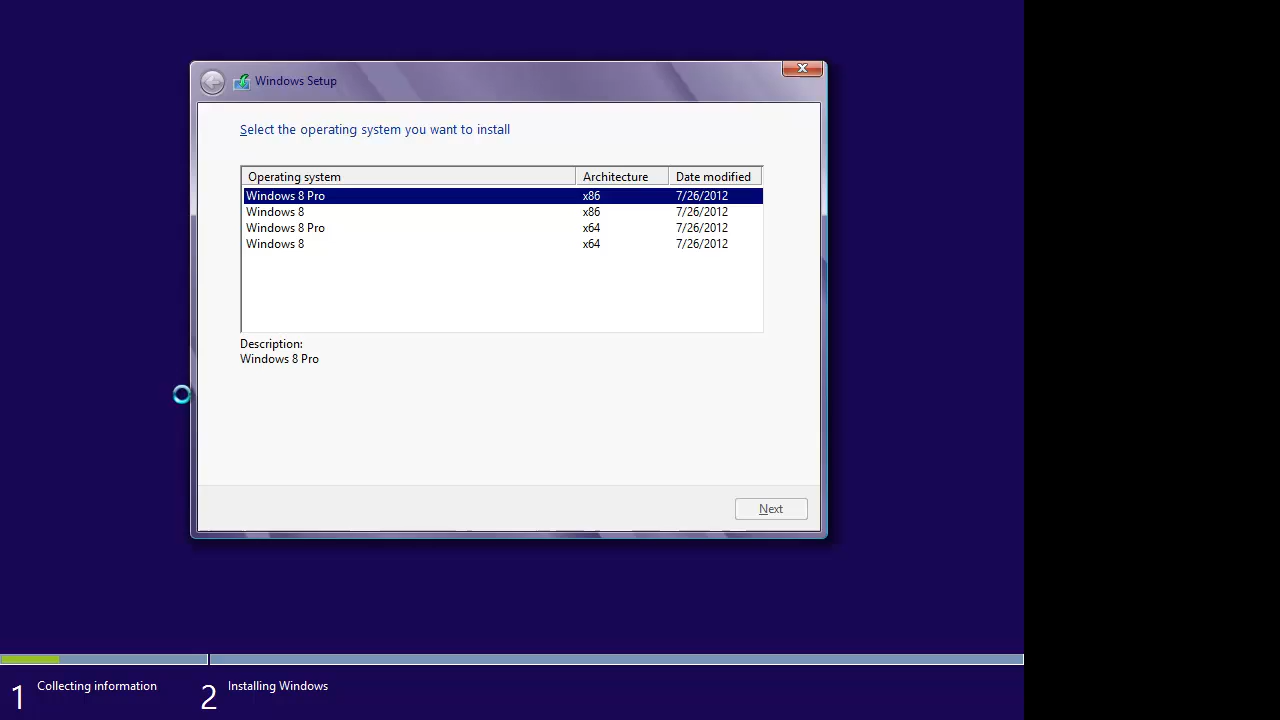 Windows Setup
Select the operating system you want to install
Operating system Architecture Date modified
Windows 8 Pro x86 7/26/2012
Windows 8 x86 7/26/2012
Windows 8 Pro x64 7/26/2012
Windows 8 x64 7/26/2012
Description:
Windows 8 Pro
Next
1 Collecting information 2 Installing Windows